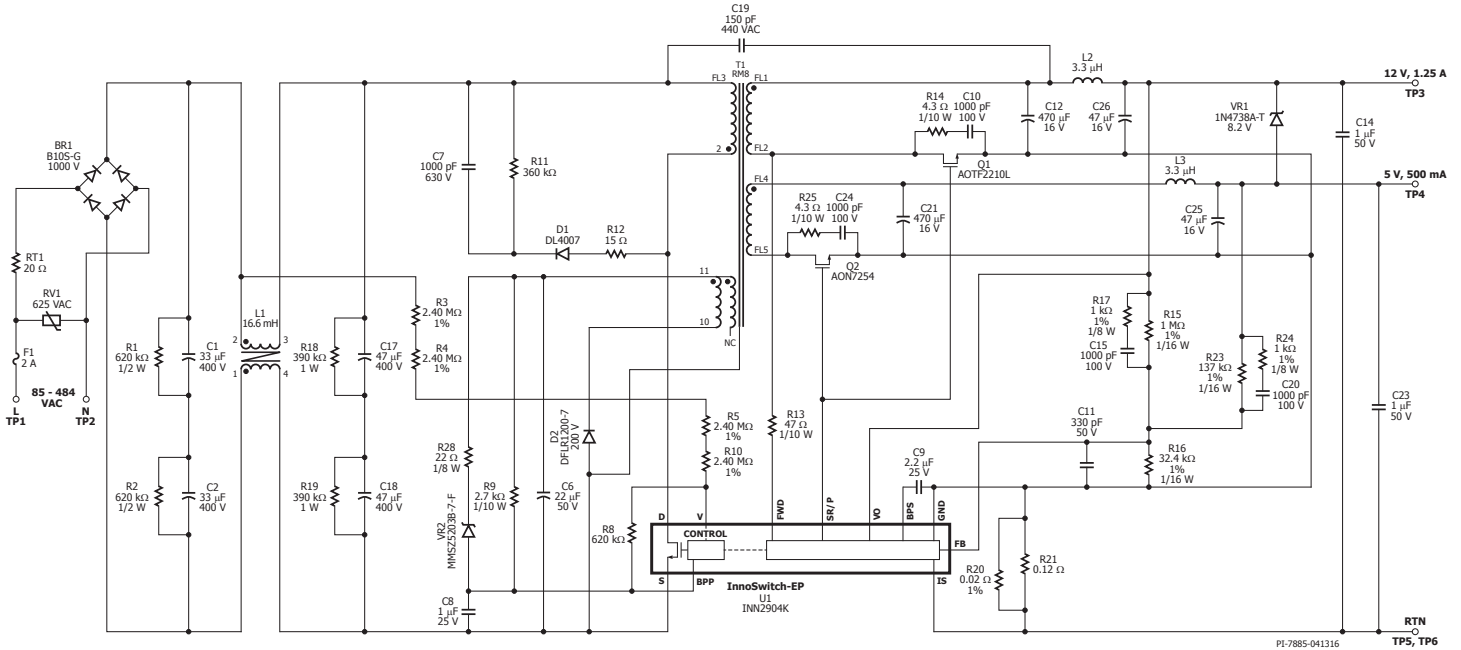 C19
150 pF
440 VAC
T1
RM8
FL3
FL1
2
FL2
FL4
FL5
11
10
NC
L2
3.3 µH
12 V, 1.25 A
TP3
R14
4.3 Ω
1/10 W
C10
1000 pF
100 V
C12
470 µF
16 V
C26
47 µF
16 V
VR1
1N4738A-T
8.2 V
C14
1 µF
50 V
BR1
B10S-G
1000 V
C7
1000 pF
630 V
R11
360 kΩ
Q1
AOTF2210L
L3
3.3 µH
5 V, 500 mA
TP4
R25
4.3 Ω
1/10 W
C24
1000 pF
100 V
C21
470 µF
16 V
C25
47 µF
16 V
D1
DL4007
R12
15 Ω
Q2
AON7254
RT1
20 Ω
RV1
625 VAC
F1
2 A
85 - 484
VAC
L
TP1
N
TP2
R1
620 kΩ
1/2 W
C1
33 µF
400 V
L1
16.6 mH
2
3
1
4
R18
390 kΩ
1 W
C17
47 µF
400 V
R3
2.40 MΩ
1%
R4
2.40 MΩ
1%
R17
1 kΩ
1%
1/8 W
R15
1 MΩ
1%
1/16 W
C15
1000 pF
100 V
R23
137 kΩ
1%
1/16 W
R24
1 kΩ
1%
1/8 W
C20
1000 pF
100 V
C23
1 µF
50 V
R2
620 kΩ
1/2 W
C2
33 µF
400 V
R19
390 kΩ
1 W
C18
47 µF
400 V
R28
22 Ω
1/8 W
VR2
MMSZ5203B-7-F
R9
2.7 kΩ
1/10 W
C6
22 µF
50 V
D2
DFLR1200-7
200 V
R5
2.40 MΩ
1%
R10
2.40 MΩ
1%
R13
47 Ω
1/10 W
C9
2.2 µF
25 V
C11
330 pF
50 V
R16
32.4 kΩ
1%
1/16 W
R8
620 kΩ
D
V
FWD
SR/P
VO
BPS
GND
CONTROL
FB
S
BPP
IS
InnoSwitch-EP
U1
INN2904K
C8
1 µF
25 V
R20
0.02 Ω
1%
R21
0.12 Ω
RTN
TP5, TP6
PI-7885-041316